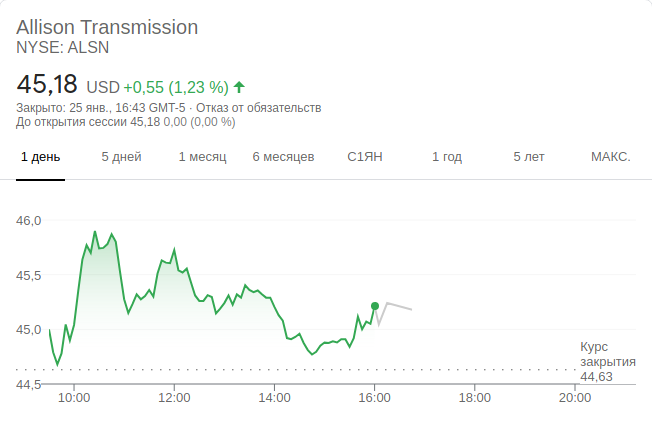 Allison Transmission
NYSE: ALSN
45,18 USD +0,55 (1,23 %)
Закрыто: 25 янв., 16:43 GMT-5 · Отказ от обязательств
До открытия сессии 45,18 0,00 (0,00 %)
1 день 5 дней 1 месяц 6 месяцев С1ЯН 1 год 5 лет МАКС.
46,0
45,5
45,0
Курс
закрытия
44,63
44,5
10:00 12:00 14:00 16:00 18:00 20:00